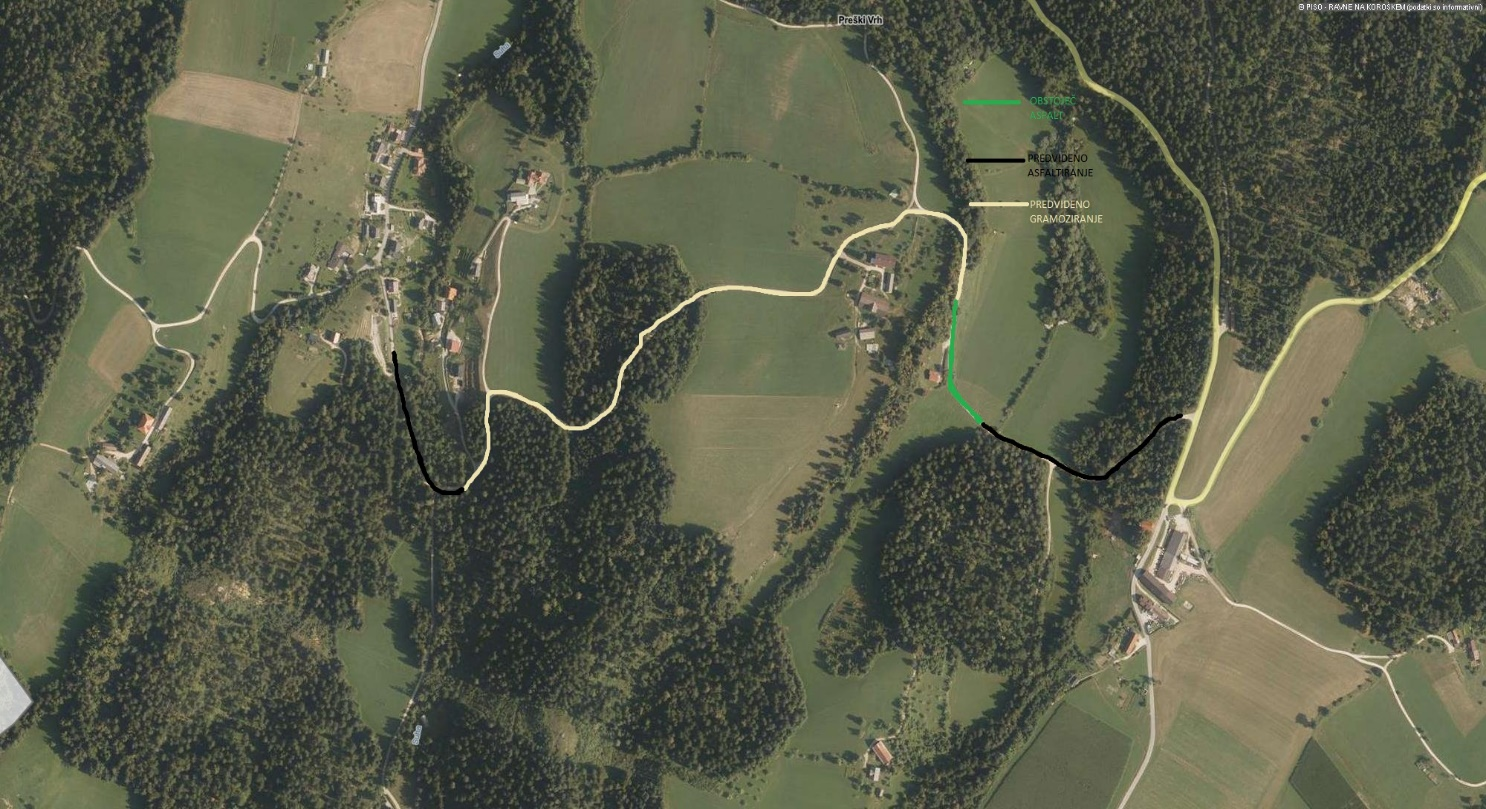 © PISO - RAVNE NA KOROŠKEM (podatki so informativni)
Preški Vrh
OBSTOJEČ
ASFALT
PREDVIDENO
ASFALTIRANJE
PREDVIDENO
GRAMOZIRANJE